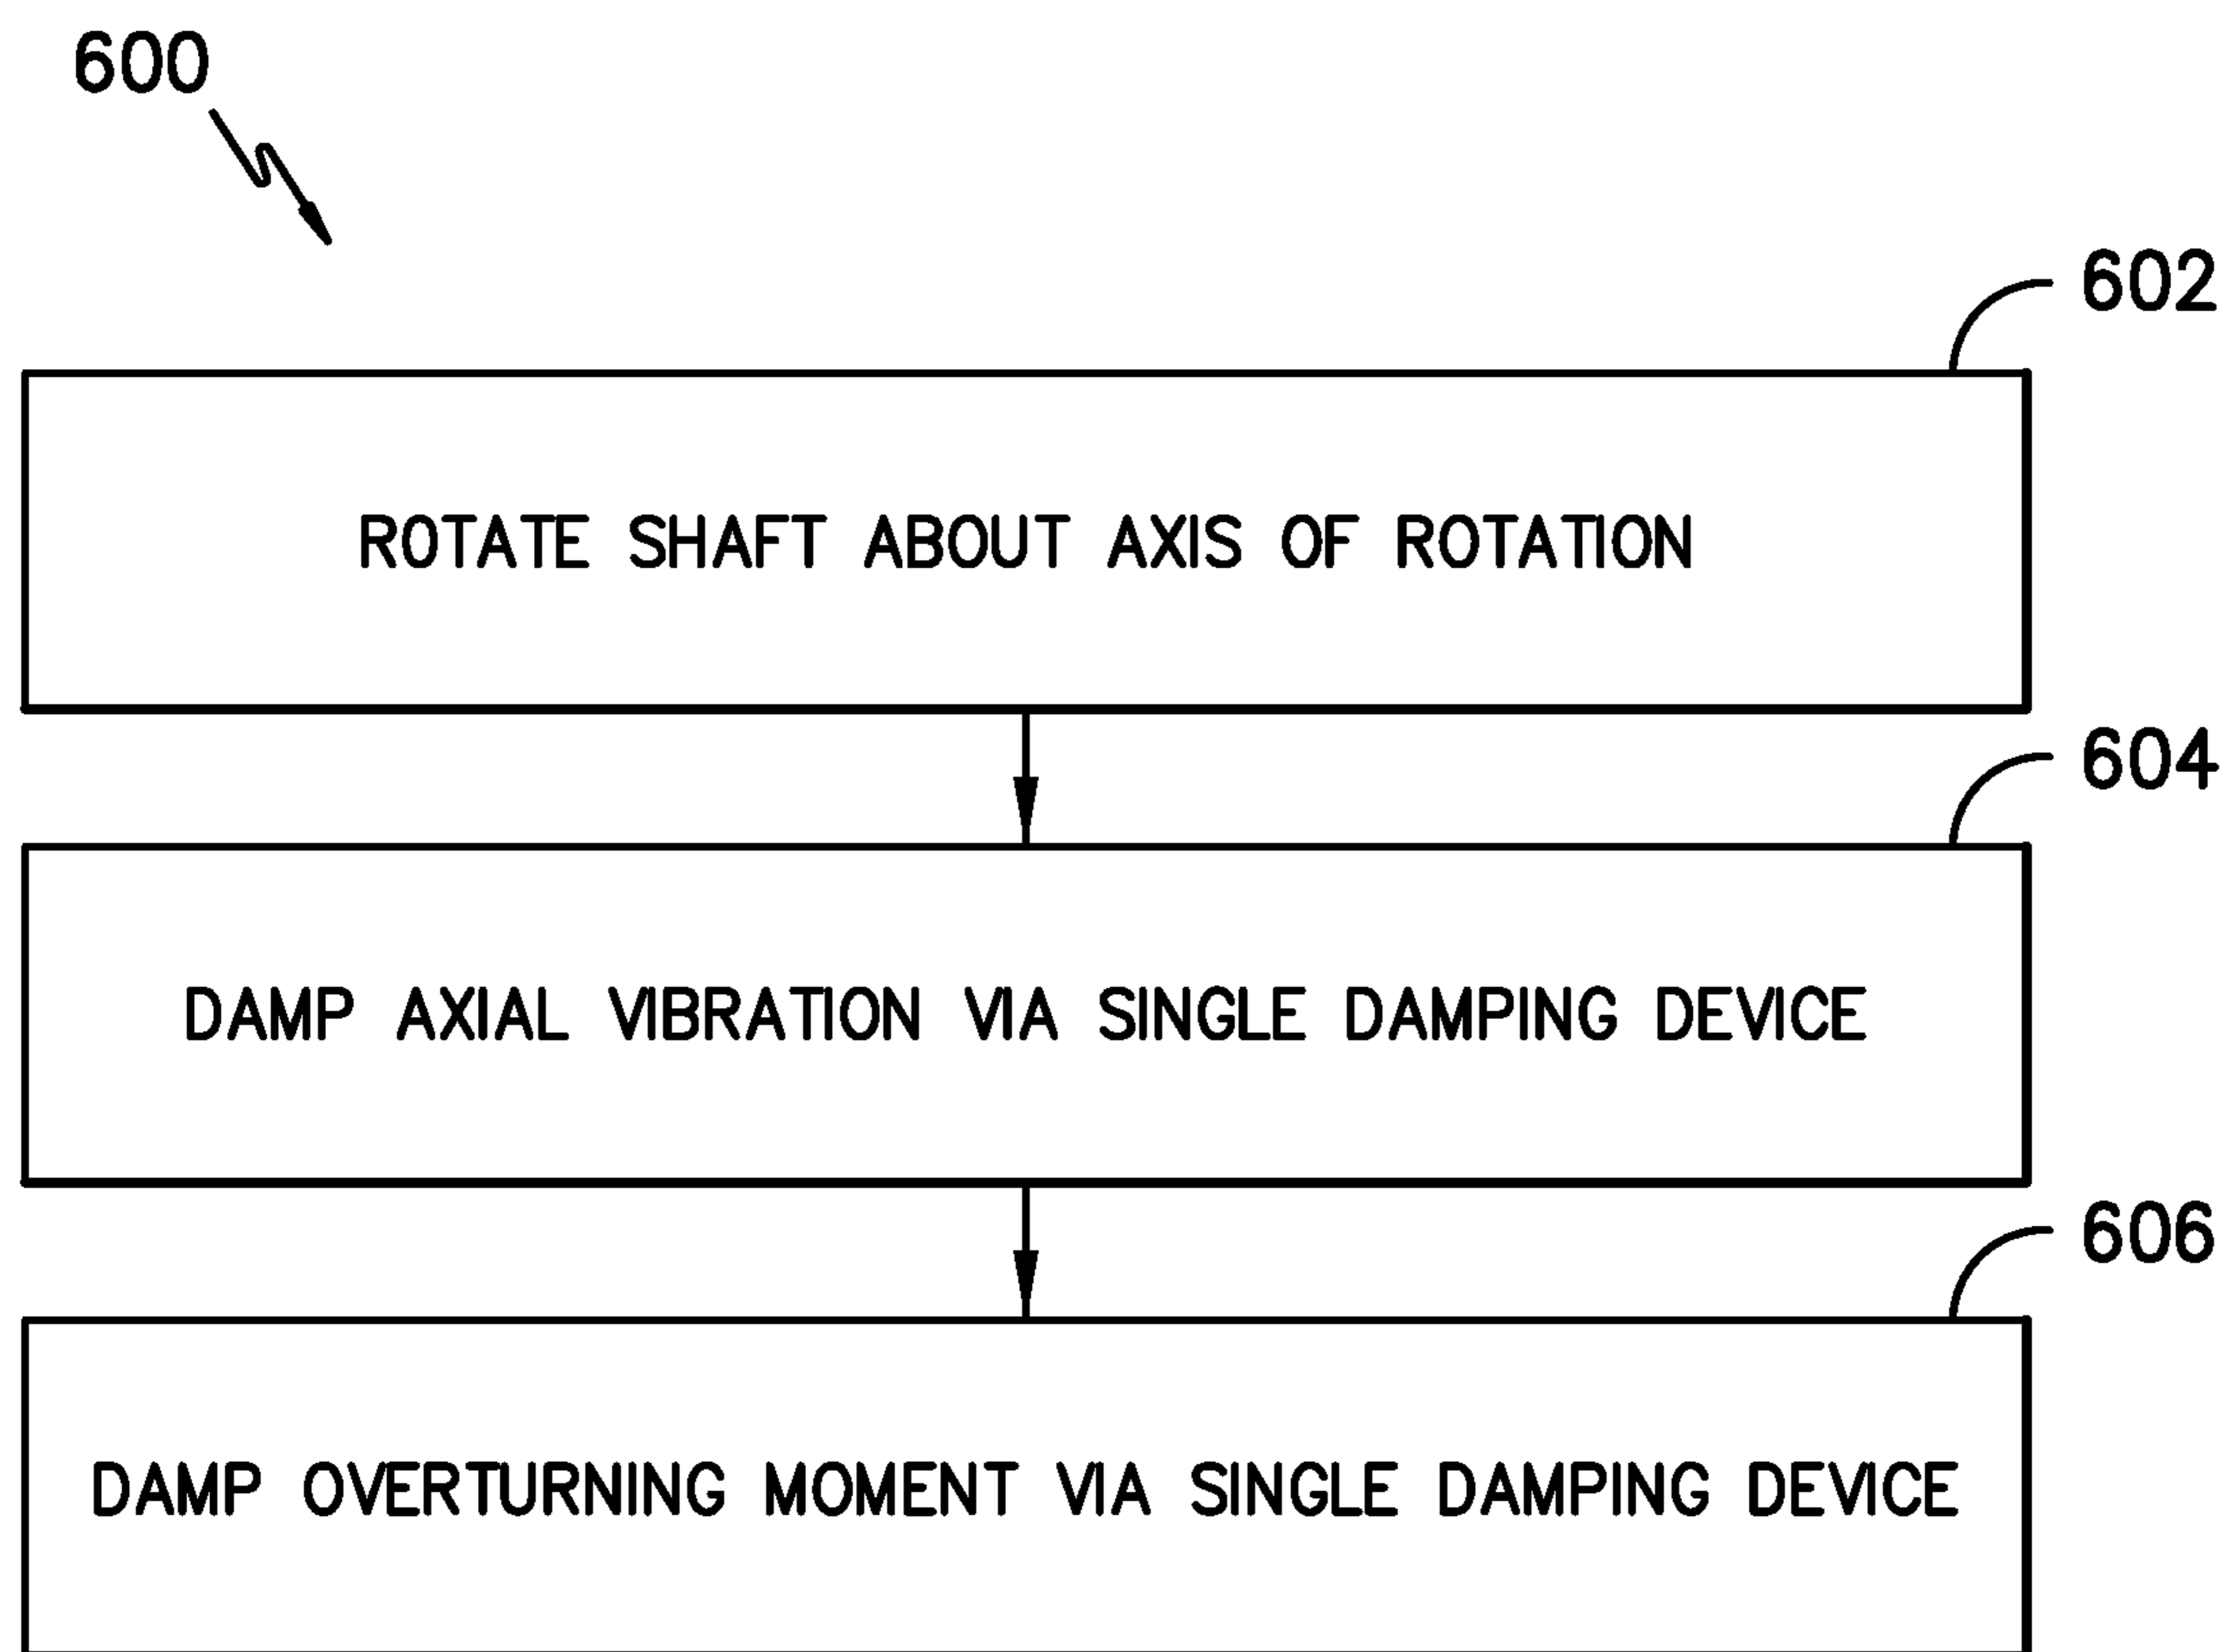 600
602
ROTATE SHAFT ABOUT AXIS OF ROTATION
604
DAMP AXIAL VIBRATION VIA SINGLE DAMPING DEVICE
606
DAMP OVERTURNING MOMENT VIA SINGLE DAMPING DEVICE